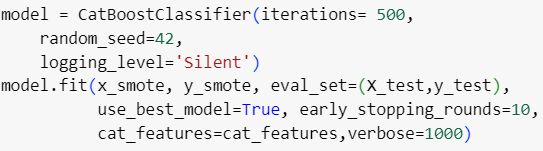 model = CatBoostClassifier(iterations= 500,
    random_seed=42,
    logging_level='Silent')
model.fit(x_smote, y_smote, eval_set=(X_test,y_test),
          use_best_model=True, early_stopping_rounds=10,
          cat_features=cat_features,verbose=1000)